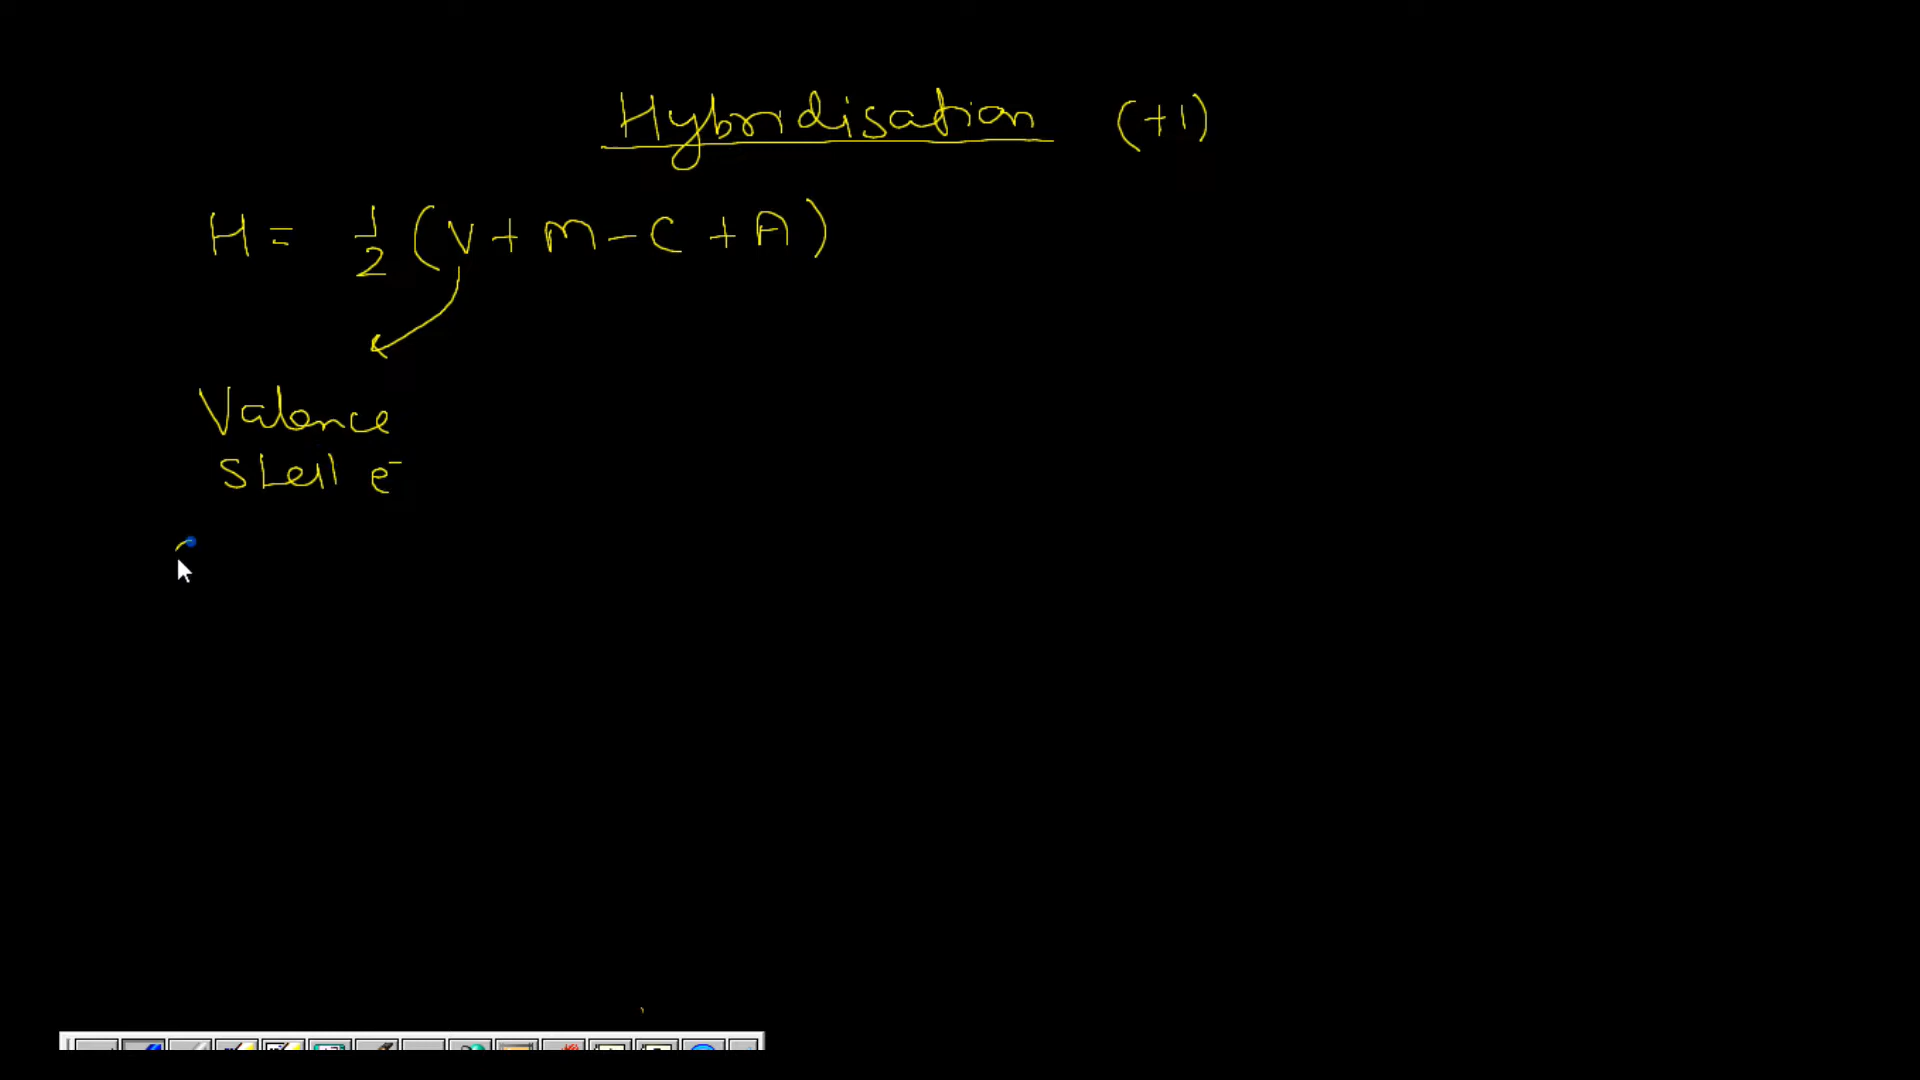 Hybridisation (+1)
H = 1/2 (V + M - C + A)
Valence
Shell e⁻